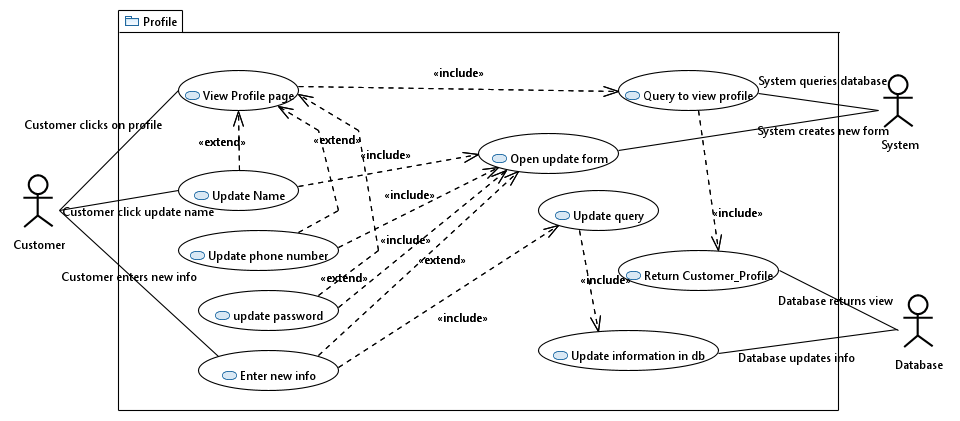 Profile
View Profile page
«include»
Query to view profile
System queries database
System
Customer clicks on profile
«extend»
«extend»
«include»
Open update form
System creates new form
Customer
Update Name
Customer click update name
«include»
Update query
«include»
Update phone number
«include»
«extend»
Return Customer_Profile
Customer enters new info
«extend»
«include»
Database returns view
update password
«include»
Enter new info
Update information in db
Database updates info
Database